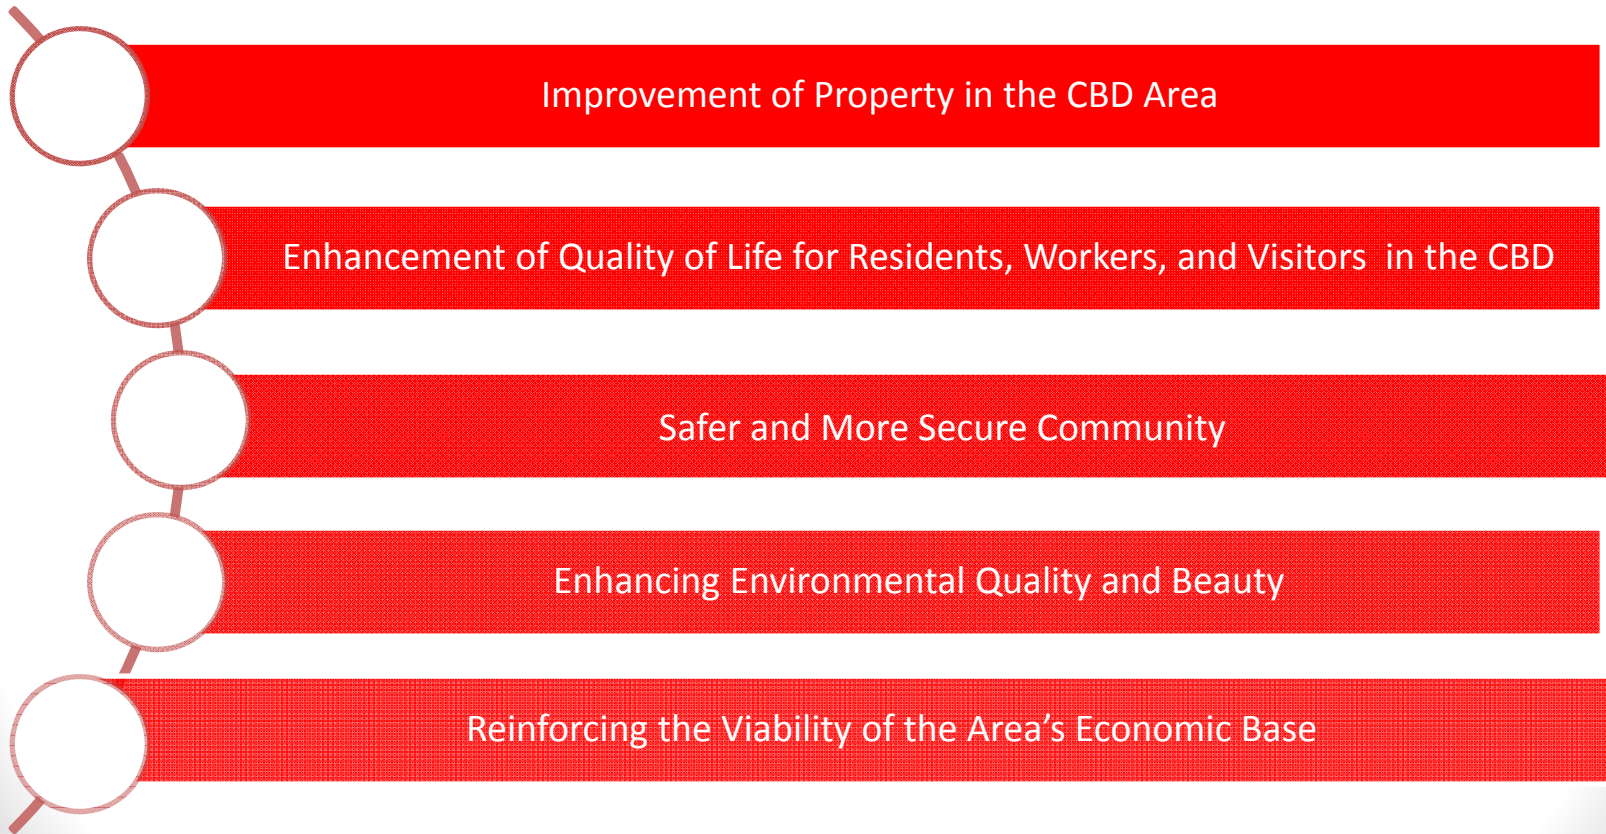 Improvement of Property in the CBD Area
Enhancement of Quality of Life for Residents, Workers, and Visitors  in the CBD
Safer and More Secure Community
Enhancing Environmental Quality and Beauty
Reinforcing the Viability of the Area’s Economic Base